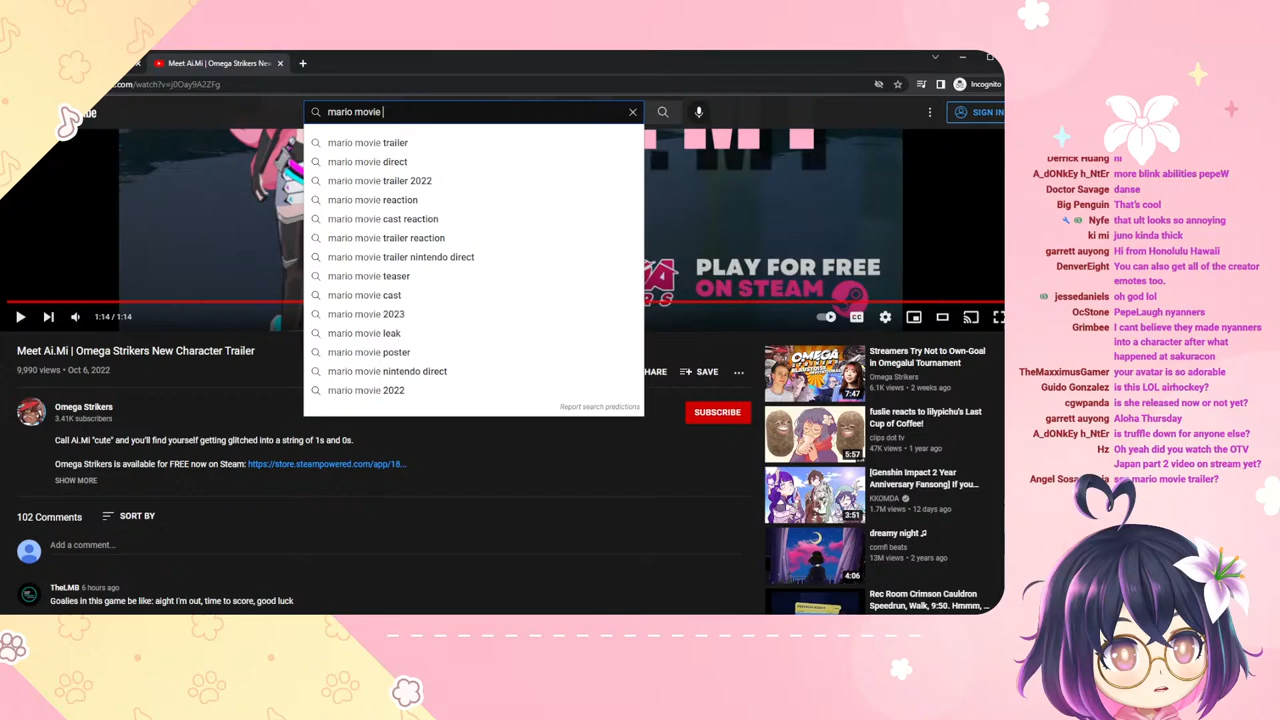 Meet Ai.Mi | Omega Strikers New
.com/watch?v=j0Oay9A2ZFg
Incognito
be
mario movie
SIGN IN
mario movie trailer
mario movie direct
mario movie trailer 2022
mario movie reaction
mario movie cast reaction
mario movie trailer reaction
mario movie trailer nintendo direct
mario movie teaser
mario movie cast
mario movie 2023
mario movie leak
mario movie poster
mario movie nintendo direct
mario movie 2022
Report search predictions
PLAY FOR FREE
ON STEAM
1:14 / 1:14
CC
Meet Ai.Mi | Omega Strikers New Character Trailer
9,990 views • Oct 6, 2022
HARE
SAVE
Omega Strikers
3.41K subscribers
SUBSCRIBE
Call Ai.Mi "cute" and you'll find yourself getting glitched into a string of 1s and 0s.
Omega Strikers is available for FREE now on Steam: https://store.steampowered.com/app/18...
SHOW MORE
102 Comments
SORT BY
Add a comment...
TheLMB 6 hours ago
Goalies in this game be like: aight i'm out, time to score, good luck
7:47
Streamers Try Not to Own-Goal
in Omegalul Tournament
Omega Strikers
6.1K views • 2 weeks ago
5:57
fuslie reacts to lilypichu's Last
Cup of Coffee!
clips dot tv
47K views • 1 year ago
3:51
[Genshin Impact 2 Year
Anniversary Fansong] If you...
KKOMDA
1.7M views • 12 days ago
4:06
dreamy night ♫
comfi beats
13M views • 2 years ago
Rec Room Crimson Cauldron
Speedrun, Walk, 9:50. Hmmm, ...
Derrick Huang hi
A_dONkEy h_NtEr more blink abilities pepeW
Doctor Savage danse
Big Penguin That's cool
Nyfe that ult looks so annoying
ki mi juno kinda thick
garrett auyong Hi from Honolulu Hawaii
DenverEight You can also get all of the creator
emotes too.
jessedaniels oh god lol
OcStone PepeLaugh nyanners
Grimbee I cant believe they made nyanners
into a character after what
happened at sakuracon
TheMaxximusGamer your avatar is so adorable
Guido Gonzalez is this LOL airhockey?
cgwpanda is she released now or not yet?
garrett auyong Aloha Thursday
A_dONkEy h_NtEr is truffle down for anyone else?
Hz Oh yeah did you watch the OTV
Japan part 2 video on stream yet?
Angel Sosa mario movie trailer?